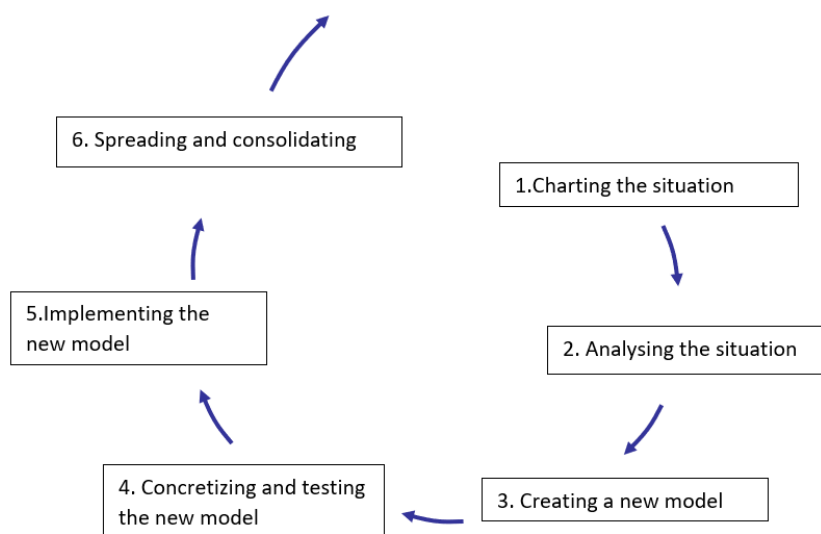 1.Charting the situation
2. Analysing the situation
3. Creating a new model
4. Concretizing and testing
the new model
5.Implementing the
new model
6. Spreading and consolidating